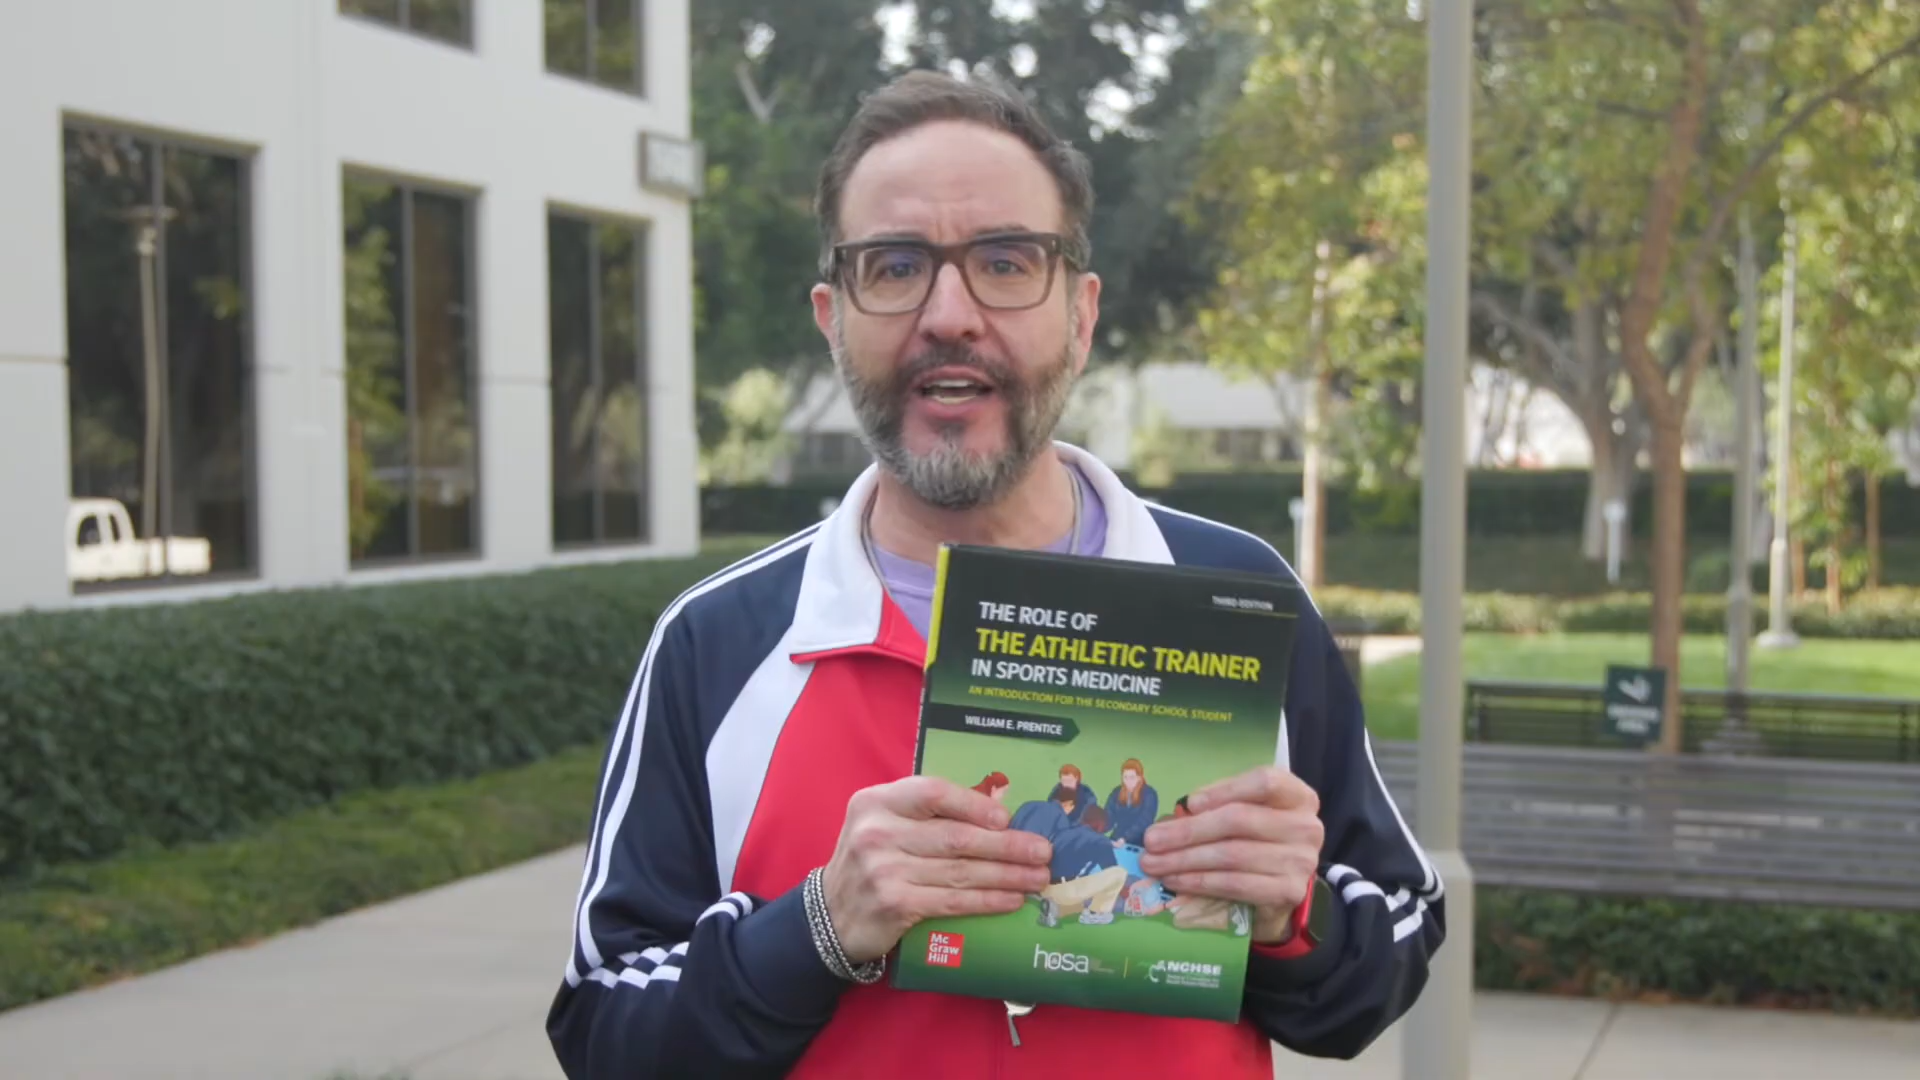 THIRD EDITION
THE ROLE OF
THE ATHLETIC TRAINER
IN SPORTS MEDICINE
AN INTRODUCTION FOR THE SECONDARY SCHOOL STUDENT
WILLIAM E. PRENTICE
Mc
Graw
Hill
hosa
NCHSE